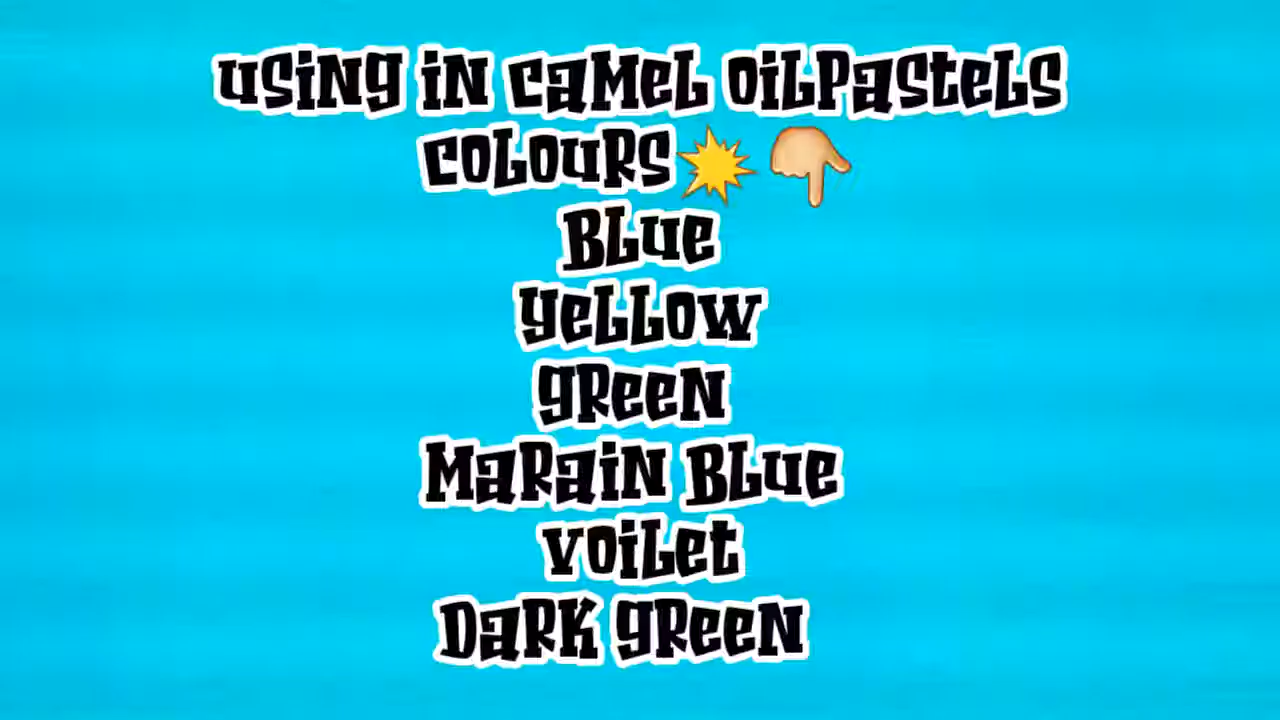 using in camel oilpastels
colours💥👇🏼
Blue
yellow
green
Marain Blue
voilet
Dark green